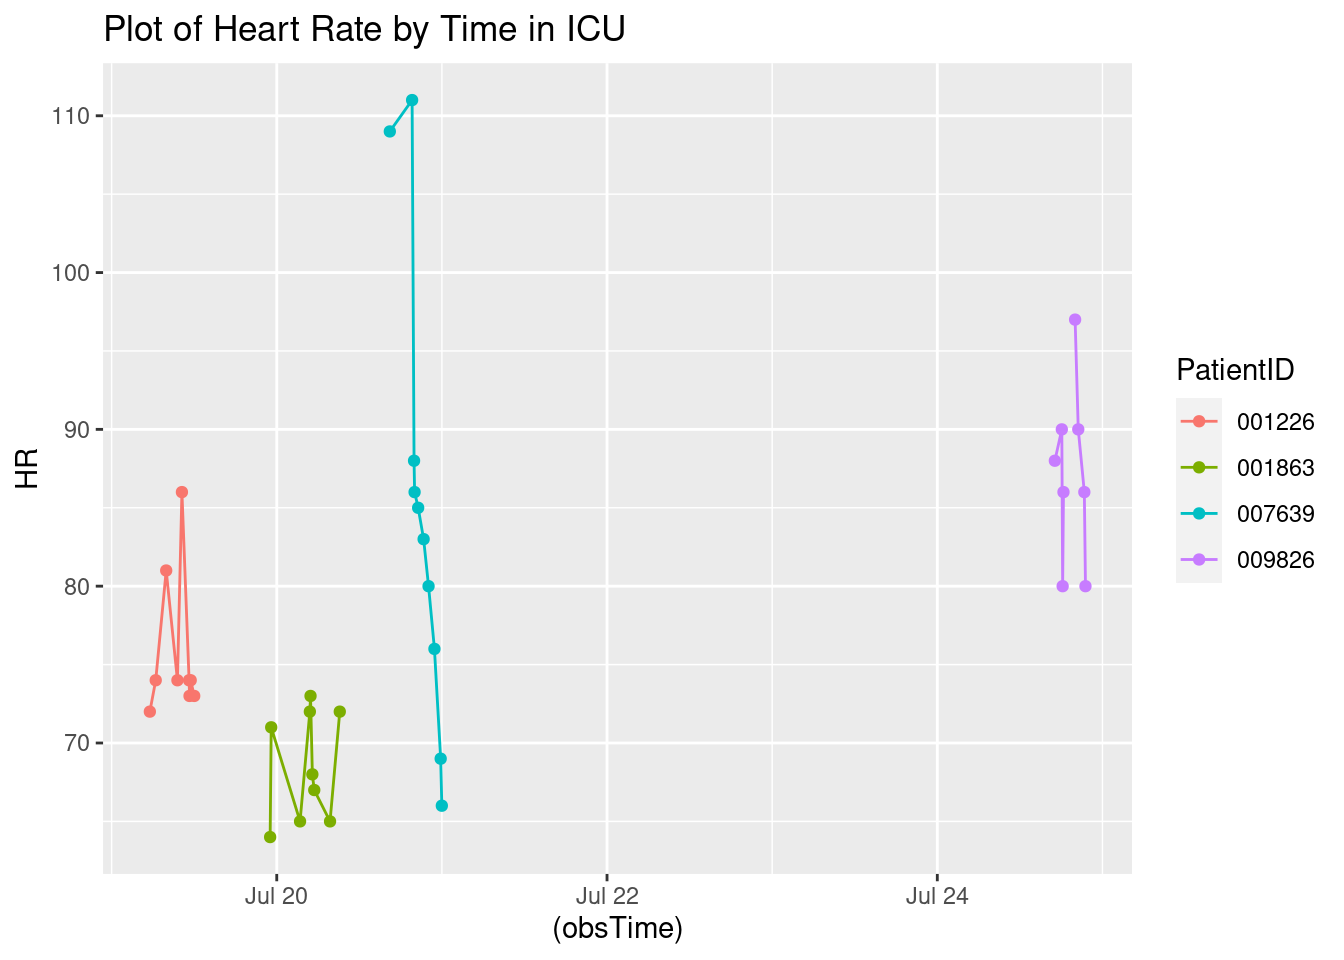 Plot of Heart Rate by Time in ICU
110
100
90
80
70
HR
Jul 20
Jul 22
Jul 24
(obsTime)
PatientID
001226
001863
007639
009826